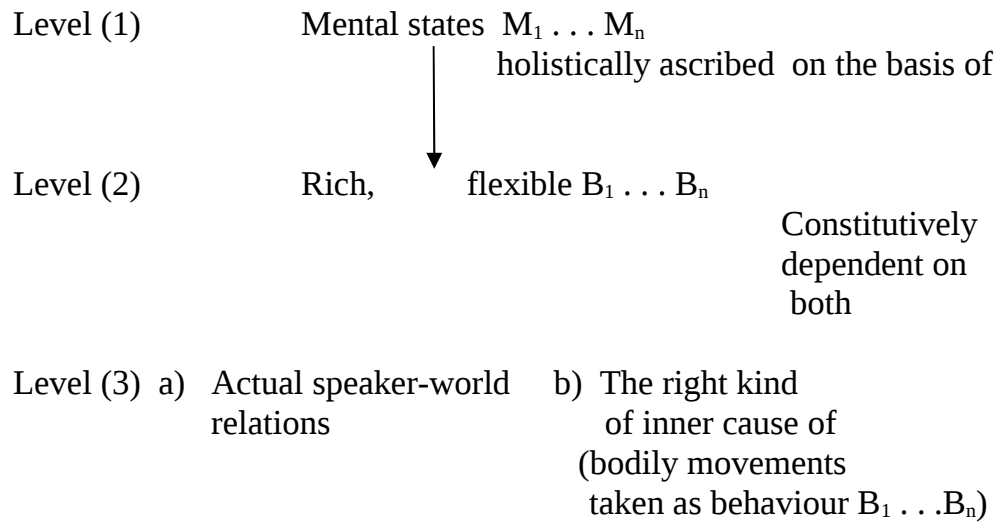 Level (1) Mental states M₁ . . . Mₙ
holistically ascribed on the basis of
Level (2) Rich, flexible B₁ . . . Bₙ
Constitutively
dependent on
both
Level (3) a) Actual speaker-world b) The right kind
relations of inner cause of
(bodily movements
taken as behaviour B₁ . . .Bₙ)